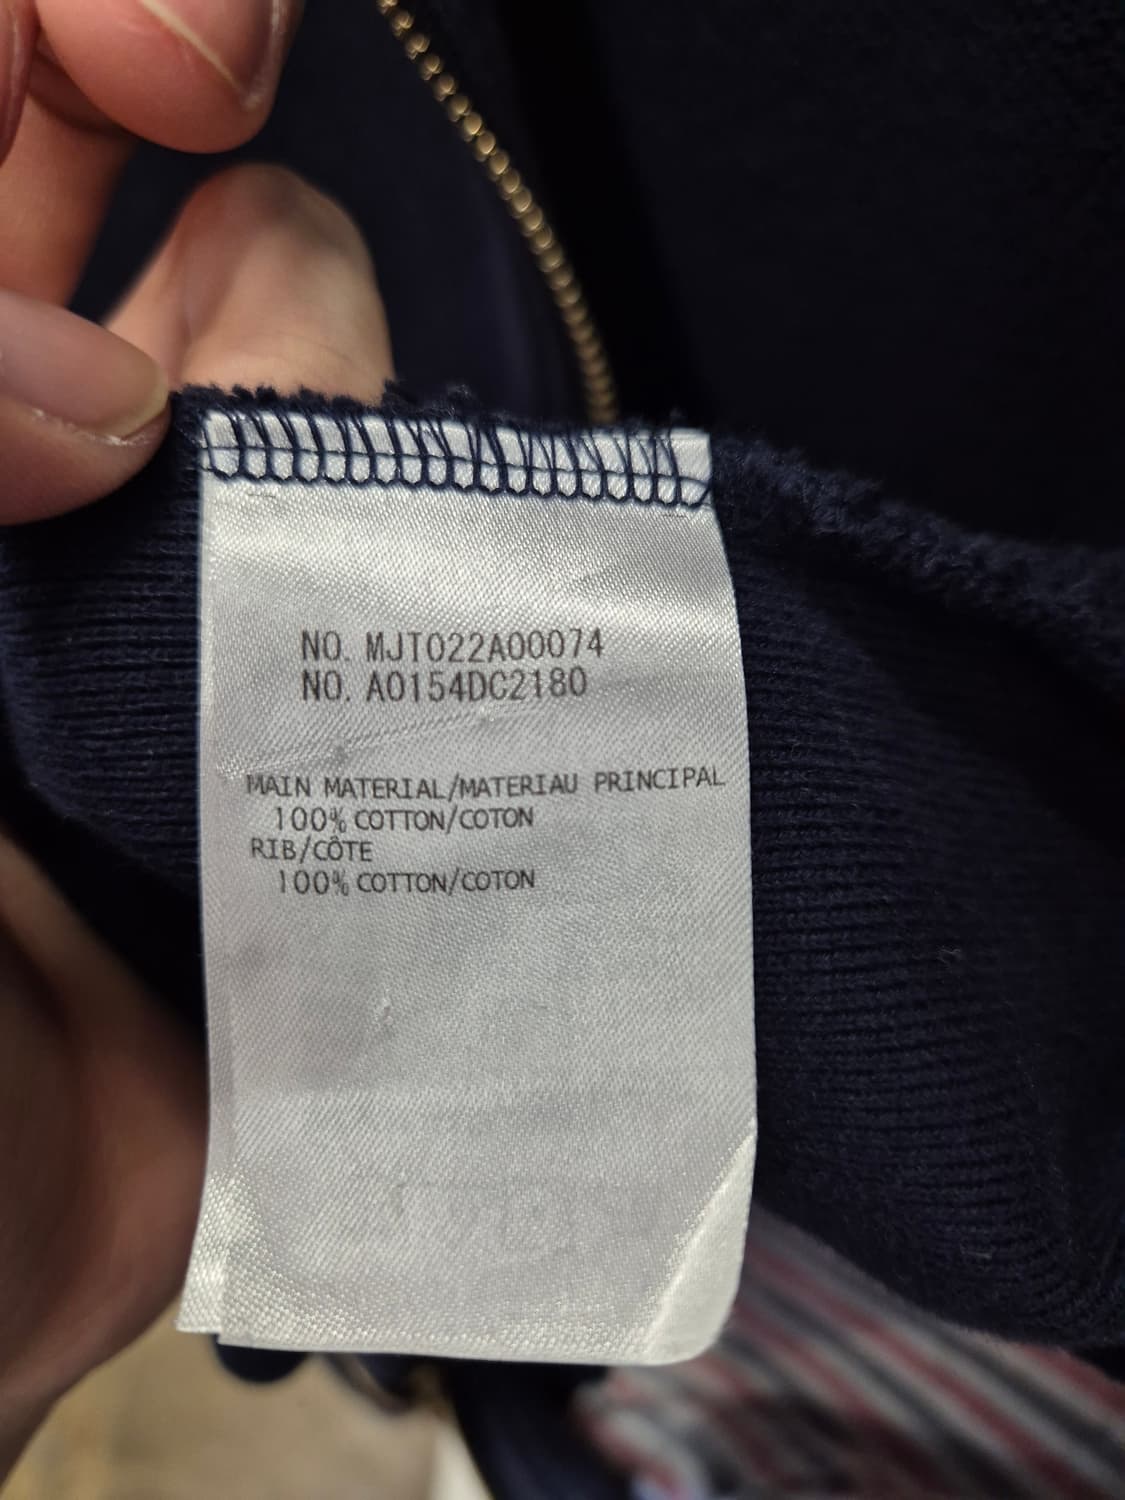 NO. MJT022A00074
NO. A0154DC2180
MAIN MATERIAL/MATERIAU PRINCIPAL
100% COTTON/COTON
RIB/CÔTE
100% COTTON/COTON